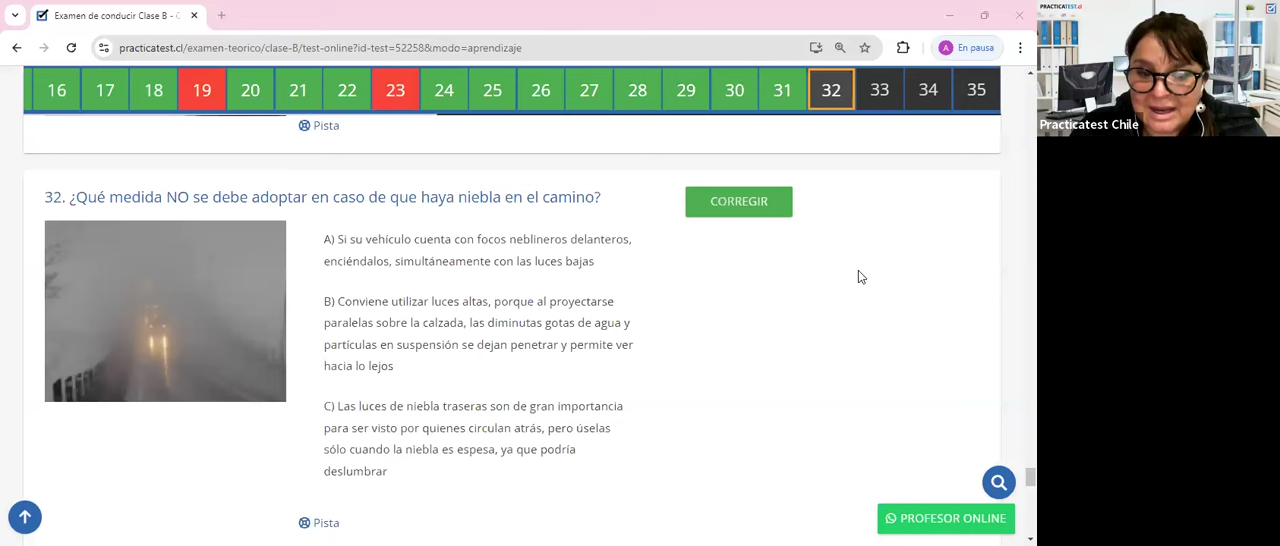 Examen de conducir Clase B - C
practicatest.cl/examen-teorico/clase-B/test-online?id-test=52258&modo=aprendizaje
A
En pausa
16 17 18 19 20 21 22 23 24 25 26 27 28 29 30 31 32 33 34 35
Pista
32. ¿Qué medida NO se debe adoptar en caso de que haya niebla en el camino?
CORREGIR
A) Si su vehículo cuenta con focos neblineros delanteros,
enciéndalos, simultáneamente con las luces bajas
B) Conviene utilizar luces altas, porque al proyectarse
paralelas sobre la calzada, las diminutas gotas de agua y
partículas en suspensión se dejan penetrar y permite ver
hacia lo lejos
C) Las luces de niebla traseras son de gran importancia
para ser visto por quienes circulan atrás, pero úselas
sólo cuando la niebla es espesa, ya que podría
deslumbrar
Pista
PROFESOR ONLINE
PRACTICATEST.cl
Practicatest Chile